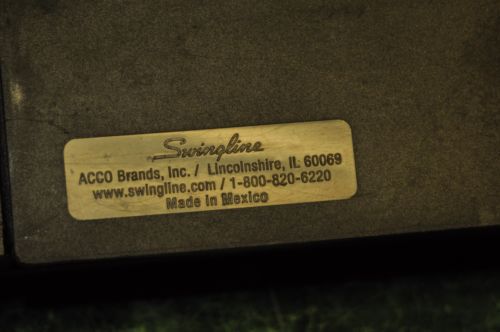 Swingline
ACCO Brands, Inc. / Lincolnshire, IL 60069
www.swingline.com / 1-800-820-6220
Made in Mexico